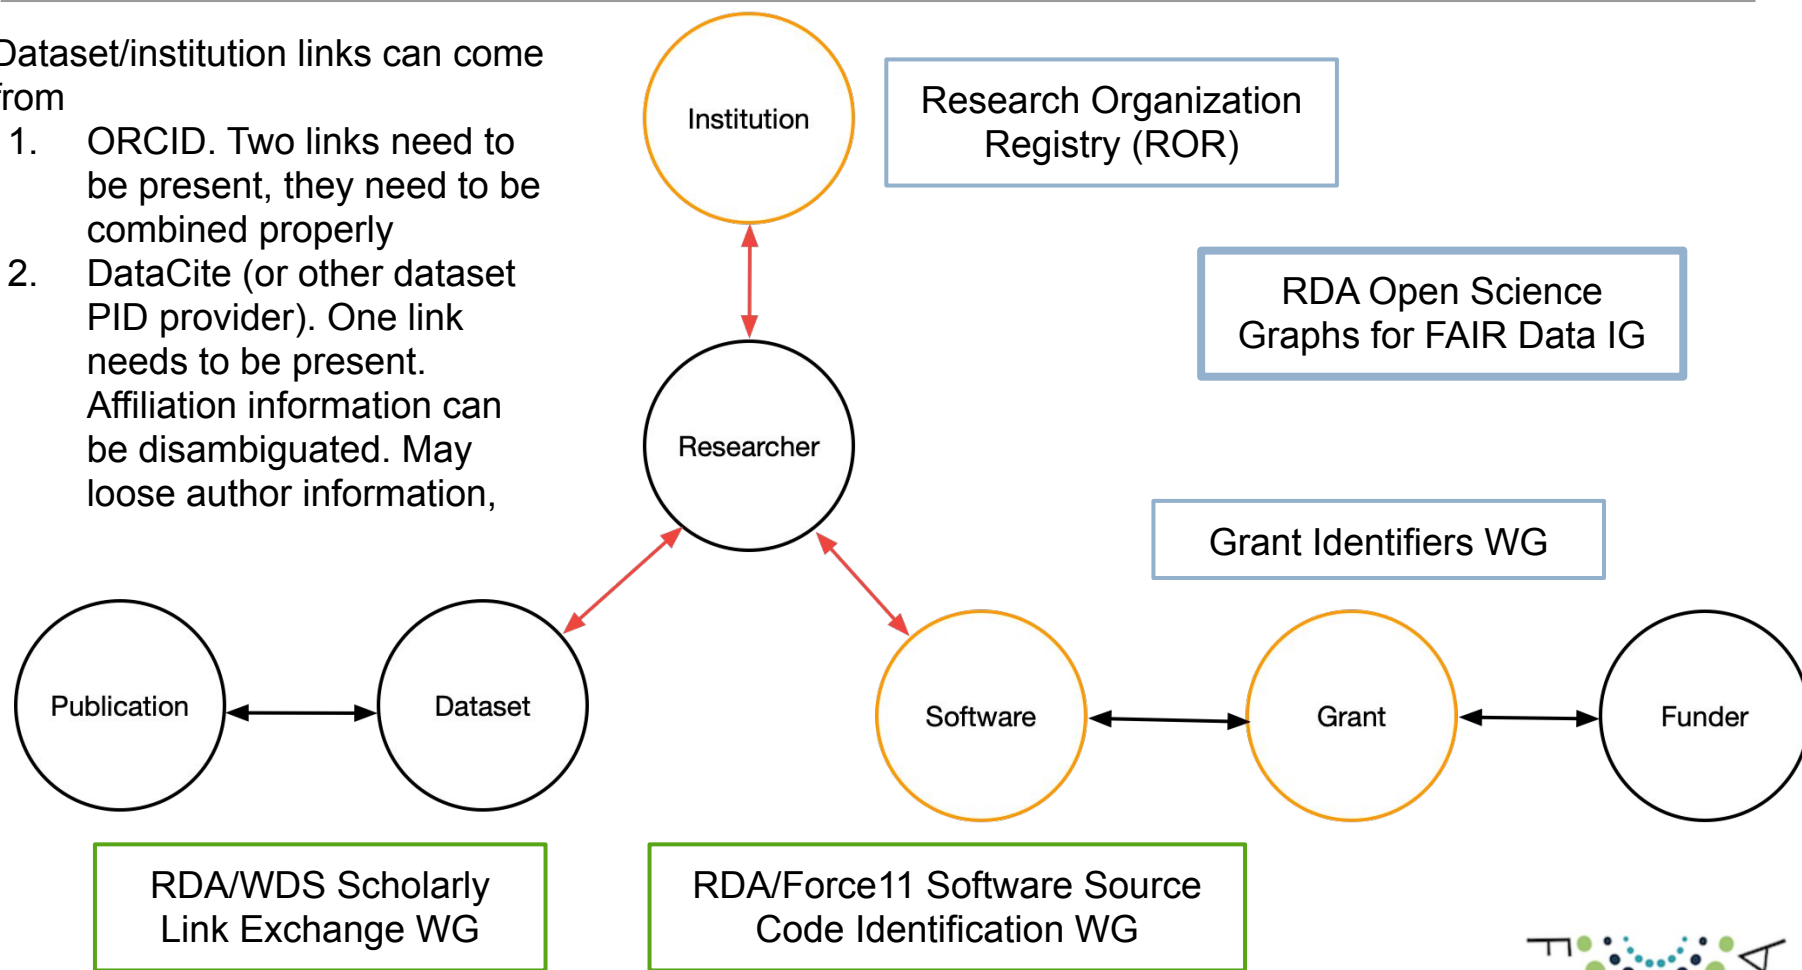 Dataset/institution links can come
from
1. ORCID. Two links need to
be present, they need to be
combined properly
2. DataCite (or other dataset
PID provider). One link
needs to be present.
Affiliation information can
be disambiguated. May
loose author information,
Institution
Research Organization
Registry (ROR)
RDA Open Science
Graphs for FAIR Data IG
Researcher
Grant Identifiers WG
Publication
Dataset
Software
Grant
Funder
RDA/WDS Scholarly
Link Exchange WG
RDA/Force11 Software Source
Code Identification WG